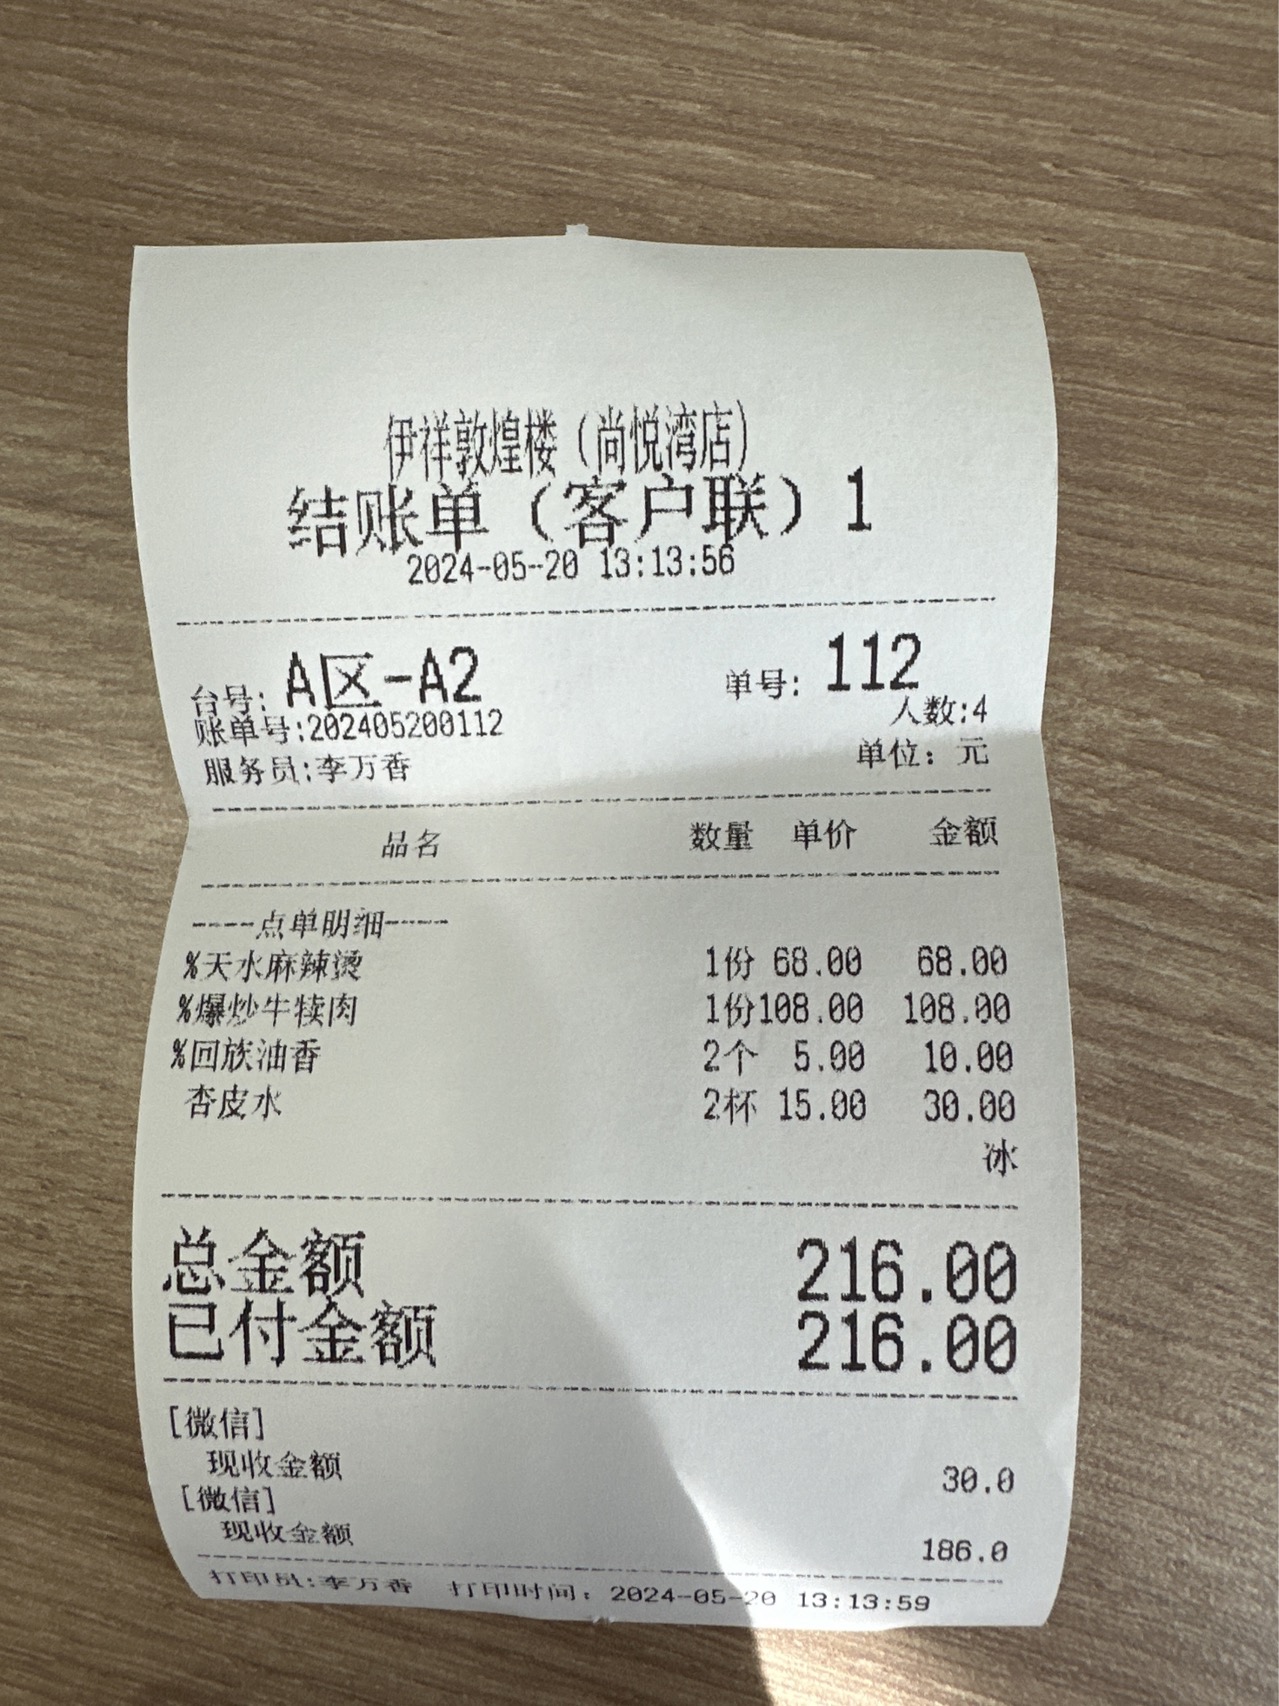 伊祥敦煌楼（尚悦湾店）
结账单（客户联）1
2024-05-20 13:13:56
台号: A区-A2 单号: 112
账单号:202405200112 人数:4
服务员:李万香 单位: 元
品名 数量 单价 金额
----点单明细----
%天水麻辣烫 1份 68.00 68.00
%爆炒牛犊肉 1份108.00 108.00
%回族油香 2个 5.00 10.00
杏皮水 2杯 15.00 30.00
冰
总金额 216.00
已付金额 216.00
[微信]
现收金额 30.0
[微信]
现收金额 186.0
打印员:李万香 打印时间: 2024-05-20 13:13:59